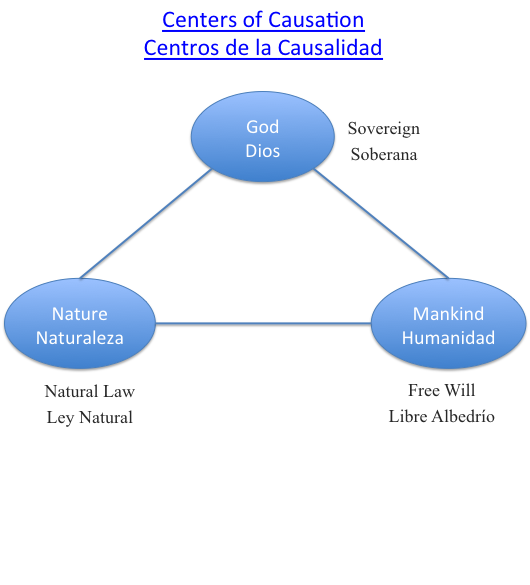 Centers of Causation
Centros de la Causalidad
God
Dios
Sovereign
Soberana
Nature
Naturaleza
Mankind
Humanidad
Natural Law
Ley Natural
Free Will
Libre Albedrío